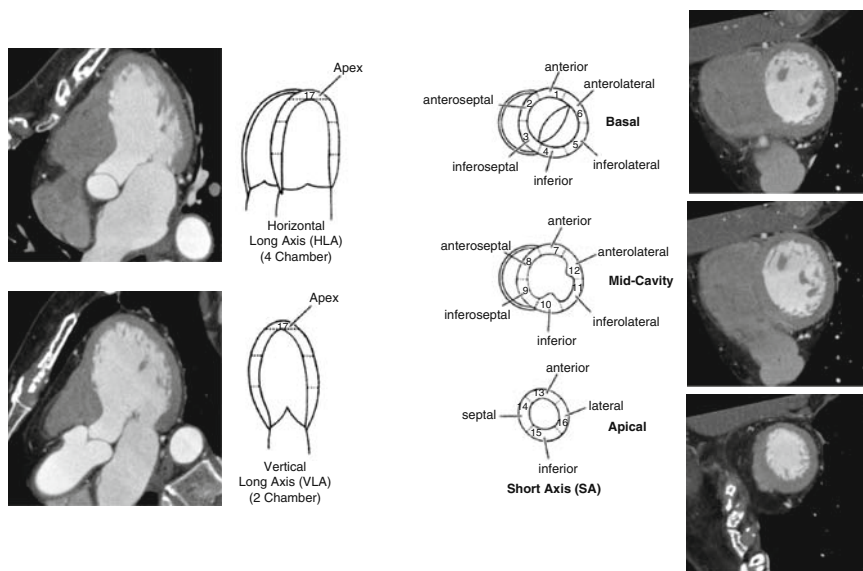 Apex
17
Horizontal
Long Axis (HLA)
(4 Chamber)
Apex
17
Vertical
Long Axis (VLA)
(2 Chamber)
anterior
anteroseptal
anterolateral
1
2
6
Basal
3
4
5
inferoseptal
inferolateral
inferior
anterior
anteroseptal
anterolateral
7
8
12
Mid-Cavity
9
11
10
inferoseptal
inferolateral
inferior
anterior
13
14
septal
lateral
16
Apical
15
inferior
Short Axis (SA)